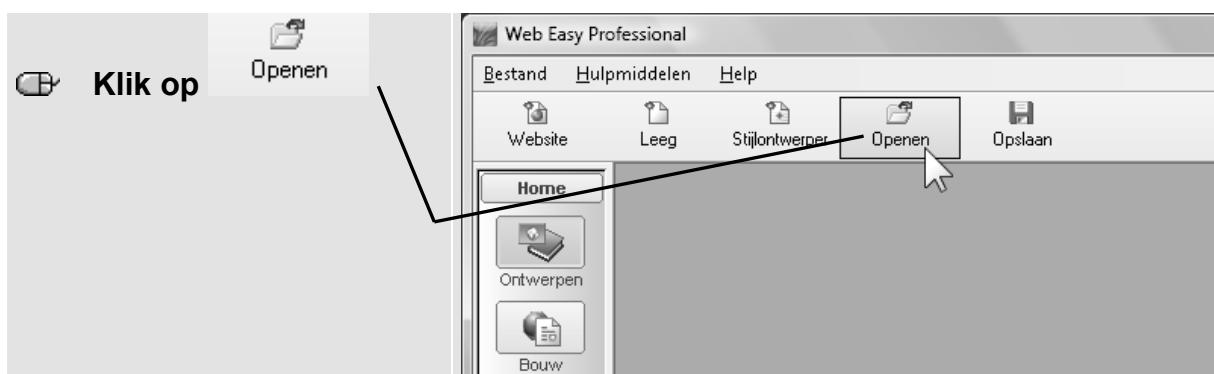 Klik op Openen
Web Easy Professional
Bestand Hulpmiddelen Help
Website Leeg Stijlontwerper Openen Opslaan
Home
Ontwerpen
Bouw